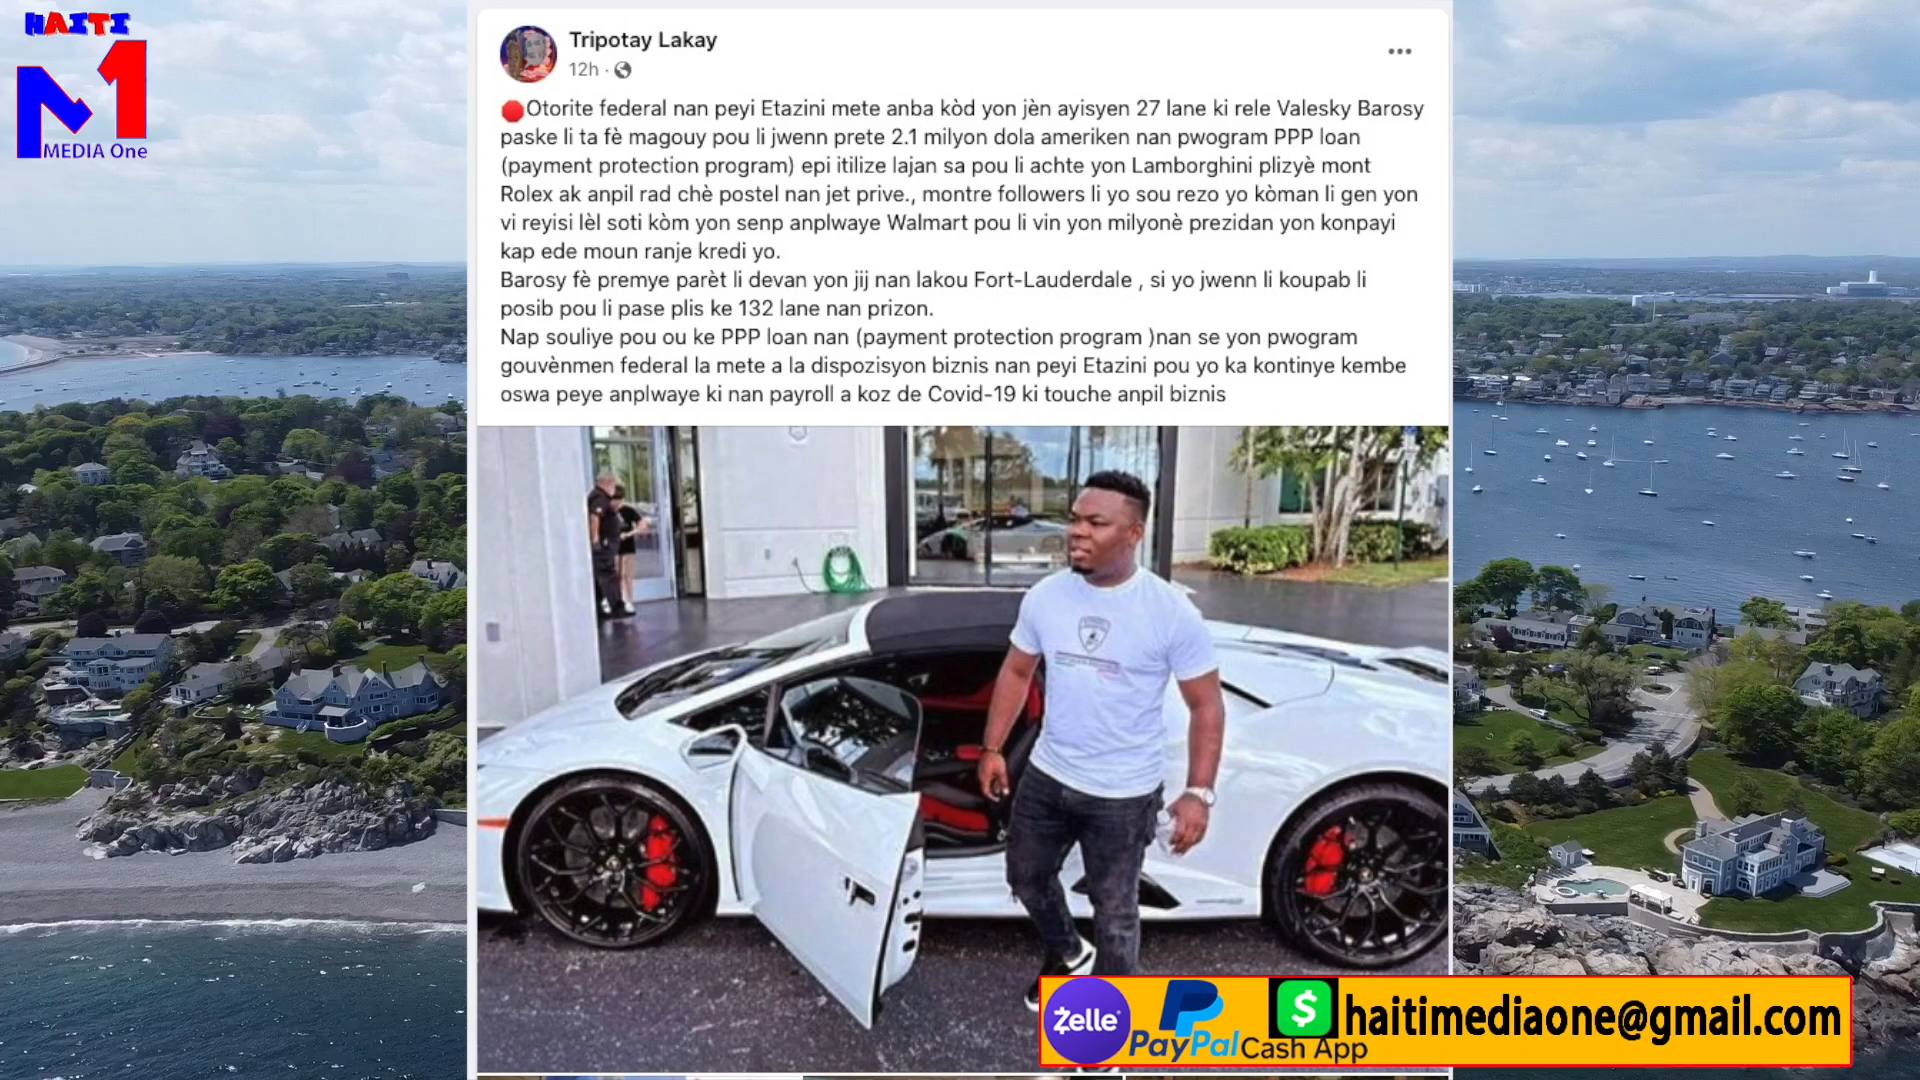 HAITI
M1
MEDIA One
Tripotay Lakay
12h ·
Otorite federal nan peyi Etazini mete anba kòd yon jèn ayisyen 27 lane ki rele Valesky Barosy
paske li ta fè magouy pou li jwenn prete 2.1 milyon dola ameriken nan pwogram PPP loan
(payment protection program) epi itilize lajan sa pou li achte yon Lamborghini plizyè mont
Rolex ak anpil rad chè postel nan jet prive., montre followers li yo sou rezo yo kòman li gen yon
vi reyisi lèl soti kòm yon senp anplwaye Walmart pou li vin yon milyonè prezidan yon konpayi
kap ede moun ranje kredi yo.
Barosy fè premye parèt li devan yon jij nan lakou Fort-Lauderdale , si yo jwenn li koupab li
posib pou li pase plis ke 132 lane nan prizon.
Nap souliye pou ou ke PPP loan nan (payment protection program )nan se yon pwogram
gouvènmen federal la mete a la dispozisyon biznis nan peyi Etazini pou yo ka kontinye kembe
oswa peye anplwaye ki nan payroll a koz de Covid-19 ki touche anpil biznis
Zelle
PayPal
$
Cash App
haitimediaone@gmail.com